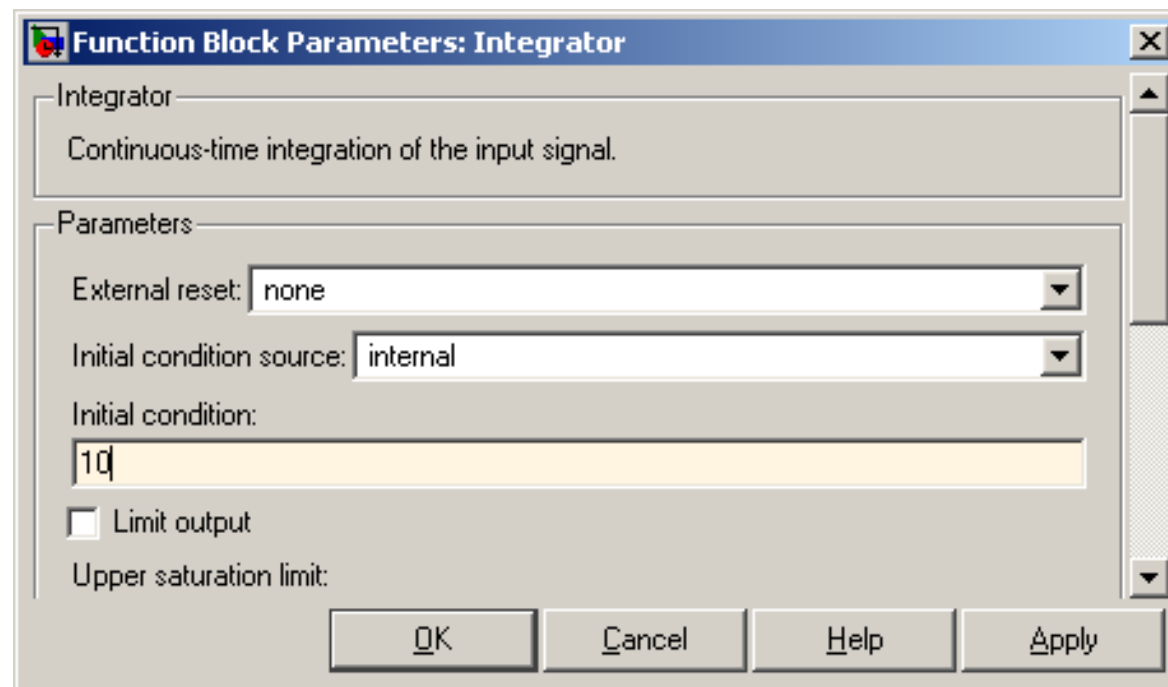 Function Block Parameters: Integrator
Integrator
Continuous-time integration of the input signal.
Parameters
External reset: none
Initial condition source: internal
Initial condition:
10
Limit output
Upper saturation limit:
OK Cancel Help Apply